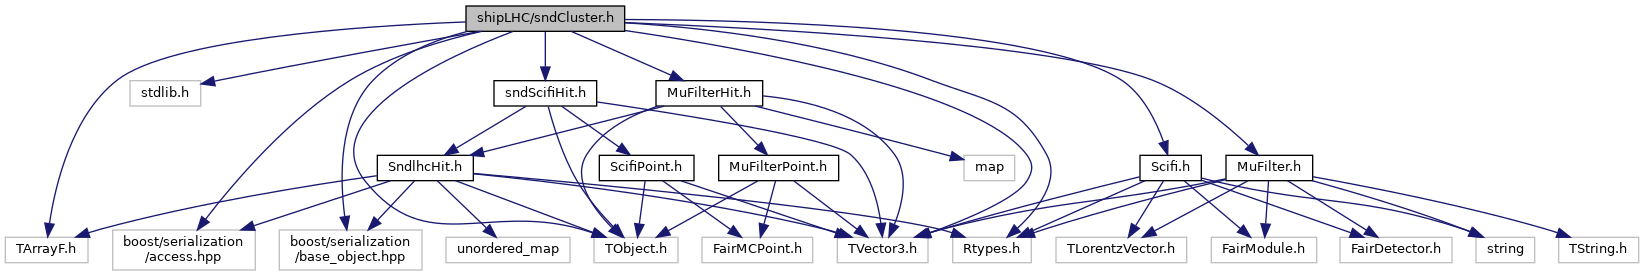 shipLHC/sndCluster.h
stdlib.h
sndScifiHit.h
MuFilterHit.h
SndlhcHit.h
ScifiPoint.h
MuFilterPoint.h
map
Scifi.h
MuFilter.h
TArrayF.h
boost/serialization
/access.hpp
boost/serialization
/base_object.hpp
unordered_map
TObject.h
FairMCPoint.h
TVector3.h
Rtypes.h
TLorentzVector.h
FairModule.h
FairDetector.h
string
TString.h